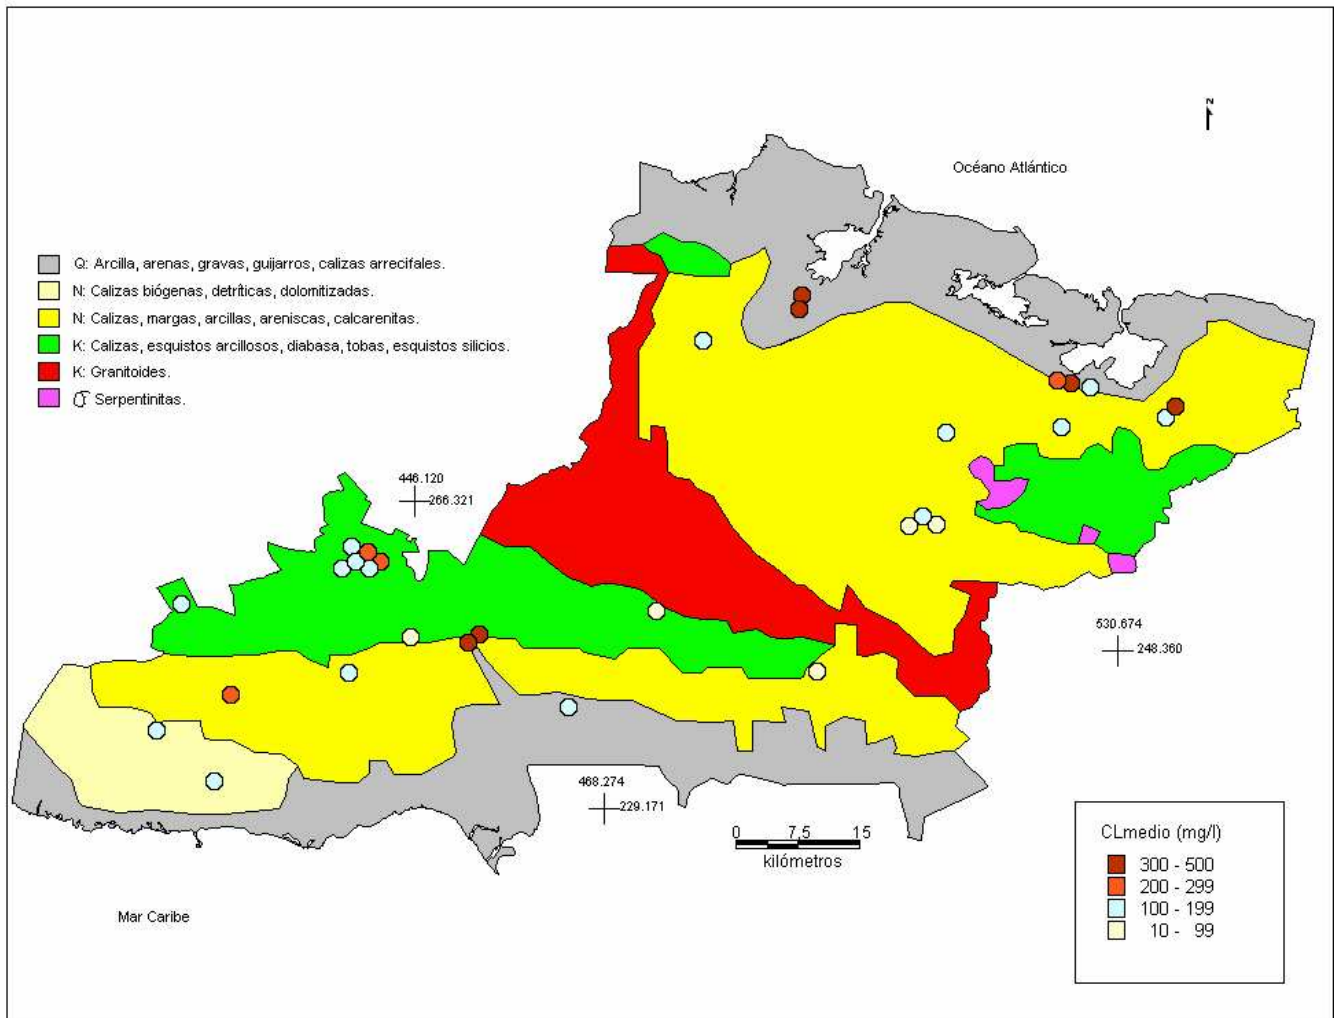 N
Océano Atlántico
Q: Arcilla, arenas, gravas, guijarros, calizas arrecifales.
N: Calizas biógenas, detríticas, dolomitizadas.
N: Calizas, margas, arcillas, areniscas, calcarenitas.
K: Calizas, esquistos arcillosos, diabasa, tobas, esquistos silicios.
K: Granitoides.
Serpentinitas.
446.120
266.321
530.674
248.360
468.274
229.171
0 7,5 15
kilómetros
CLmedio (mg/l)
300 - 500
200 - 299
100 - 199
10 - 99
Mar Caribe